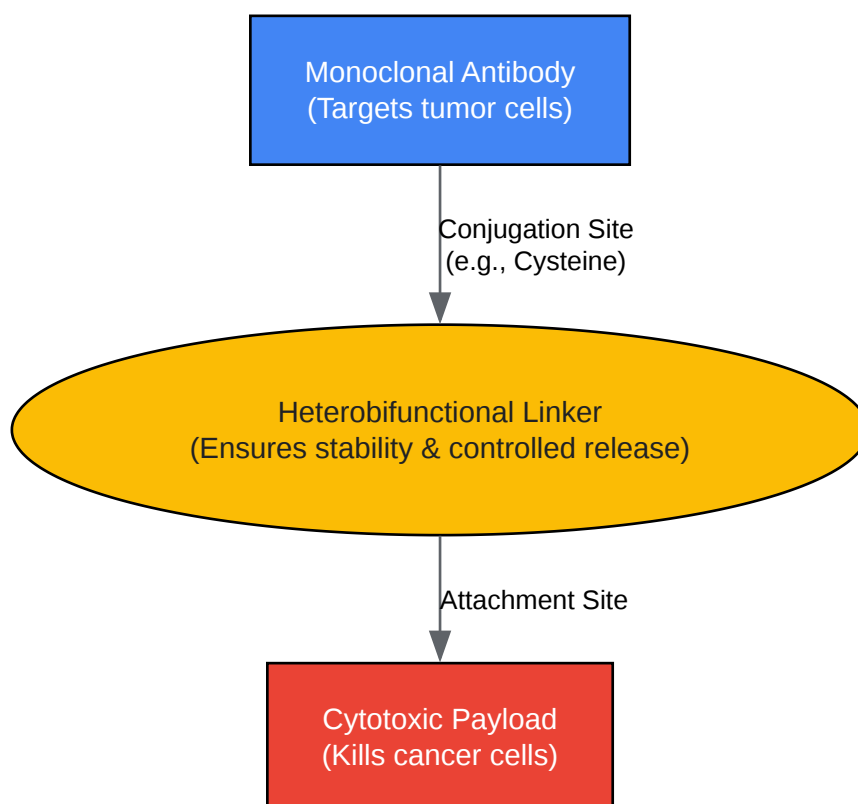 Monoclonal Antibody
(Targets tumor cells)
Conjugation Site
(e.g., Cysteine)
Heterobifunctional Linker
(Ensures stability & controlled release)
Attachment Site
Cytotoxic Payload
(Kills cancer cells)